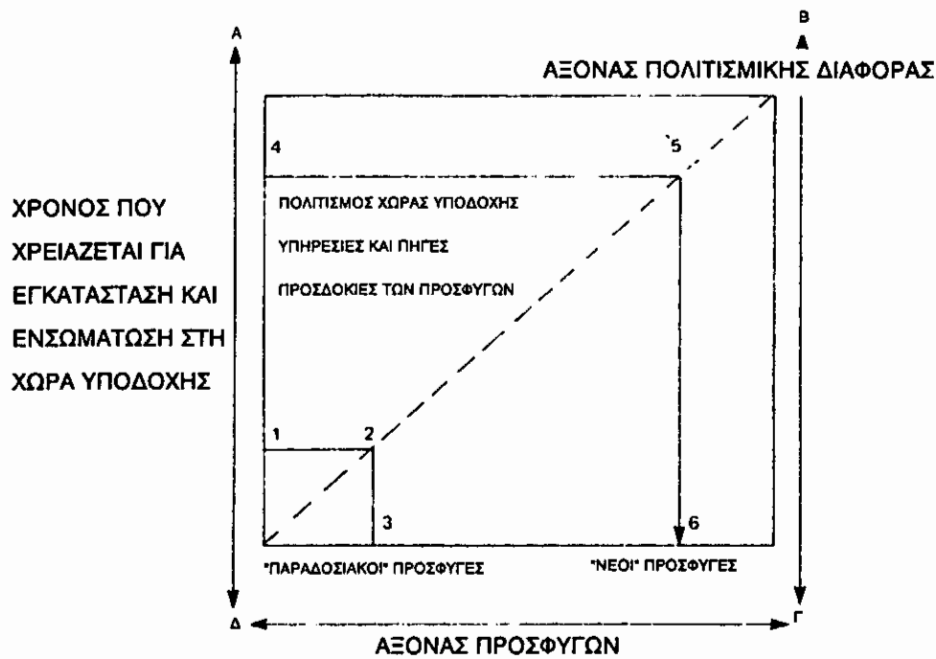 Α
Β
ΑΞΟΝΑΣ ΠΟΛΙΤΙΣΜΙΚΗΣ ΔΙΑΦΟΡΑΣ
4
5
ΧΡΟΝΟΣ ΠΟΥ
ΧΡΕΙΑΖΕΤΑΙ ΓΙΑ
ΕΓΚΑΤΑΣΤΑΣΗ ΚΑΙ
ΕΝΣΩΜΑΤΩΣΗ ΣΤΗ
ΧΩΡΑ ΥΠΟΔΟΧΗΣ
ΠΟΛΙΤΙΣΜΟΣ ΧΩΡΑΣ ΥΠΟΔΟΧΗΣ
ΥΠΗΡΕΣΙΕΣ ΚΑΙ ΠΗΓΕΣ
ΠΡΟΣΔΟΚΙΕΣ ΤΩΝ ΠΡΟΣΦΥΓΩΝ
1
2
3
6
"ΠΑΡΑΔΟΣΙΑΚΟΙ" ΠΡΟΣΦΥΓΕΣ
"ΝΕΟΙ" ΠΡΟΣΦΥΓΕΣ
Δ
Γ
ΑΞΟΝΑΣ ΠΡΟΣΦΥΓΩΝ